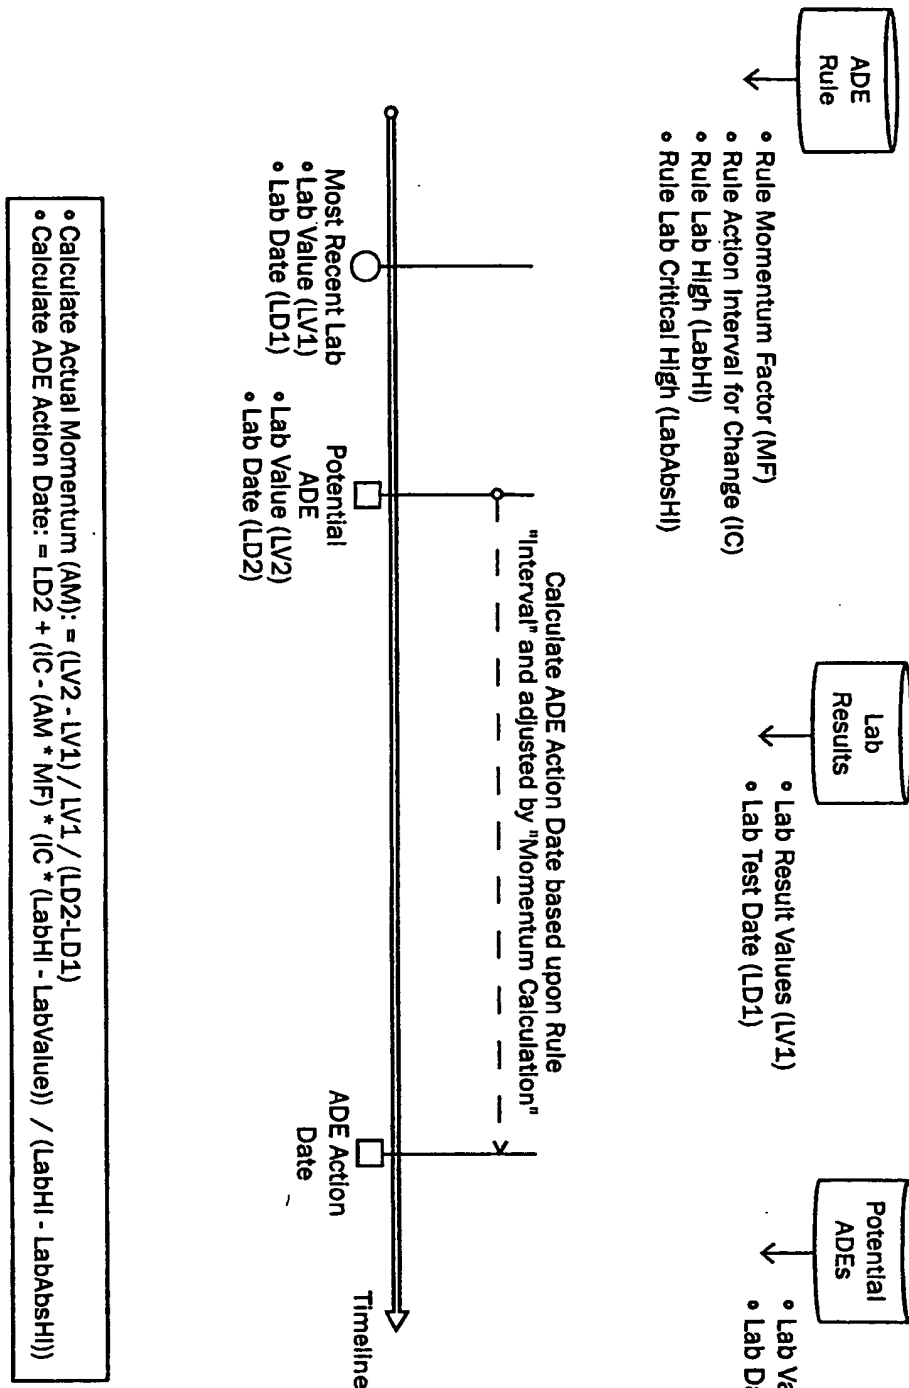 ADE
Rule
• Rule Momentum Factor (MF)
• Rule Action Interval for Change (IC)
• Rule Lab High (LabHI)
• Rule Lab Critical High (LabAbsHI)
Lab
Results
• Lab Result Values (LV1)
• Lab Test Date (LD1)
Potential
ADEs
• Lab
• Lab
Calculate ADE Action Date based upon Rule
"Interval" and adjusted by "Momentum Calculation"
Most Recent Lab
• Lab Value (LV1)
• Lab Date (LD1)
Potential
ADE
• Lab Value (LV2)
• Lab Date (LD2)
ADE Action
Date
Timeline
• Calculate Actual Momentum (AM): = (LV2 - LV1) / LV1 / (LD2-LD1)
• Calculate ADE Action Date: = LD2 + (IC - (AM * MF) * (IC * (LabHI - LabValue)) / (LabHI - LabAbsHI))